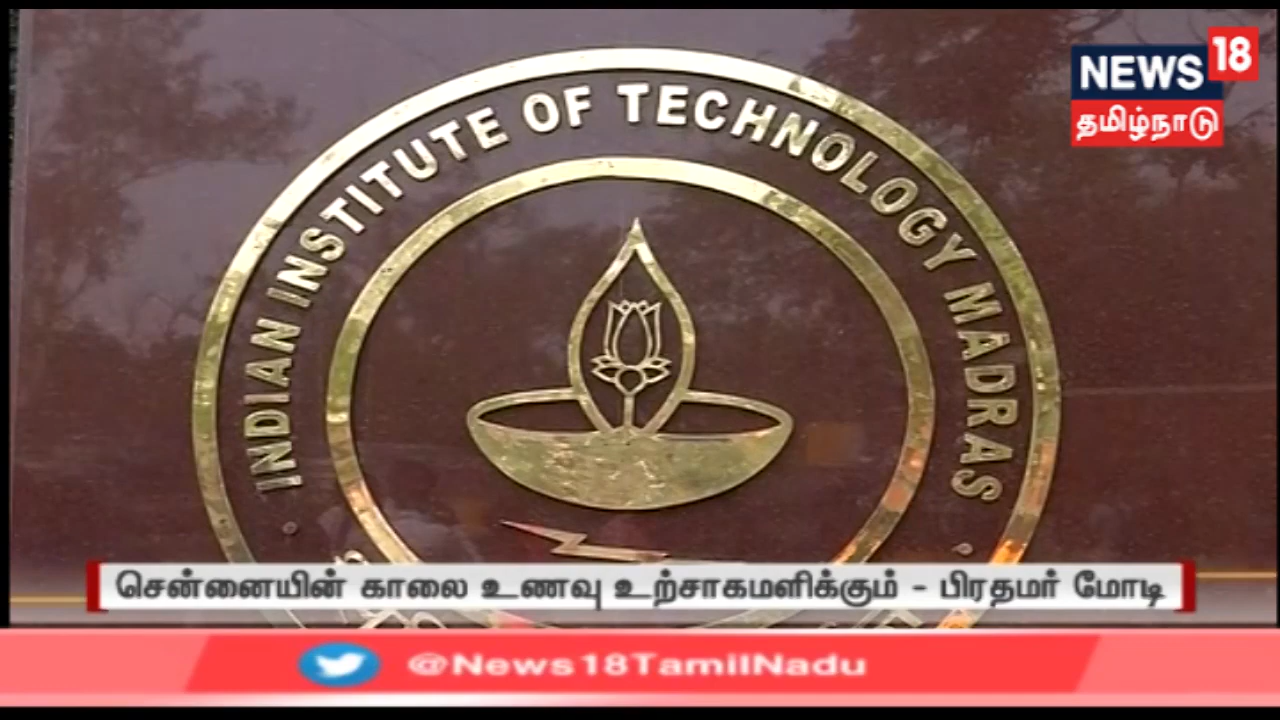 NEWS 18
தமிழ்நாடு
INDIAN INSTITUTE OF TECHNOLOGY MADRAS
சென்னையின் காலை உணவு உற்சாகமளிக்கும் - பிரதமர் மோடி
@News18TamilNadu